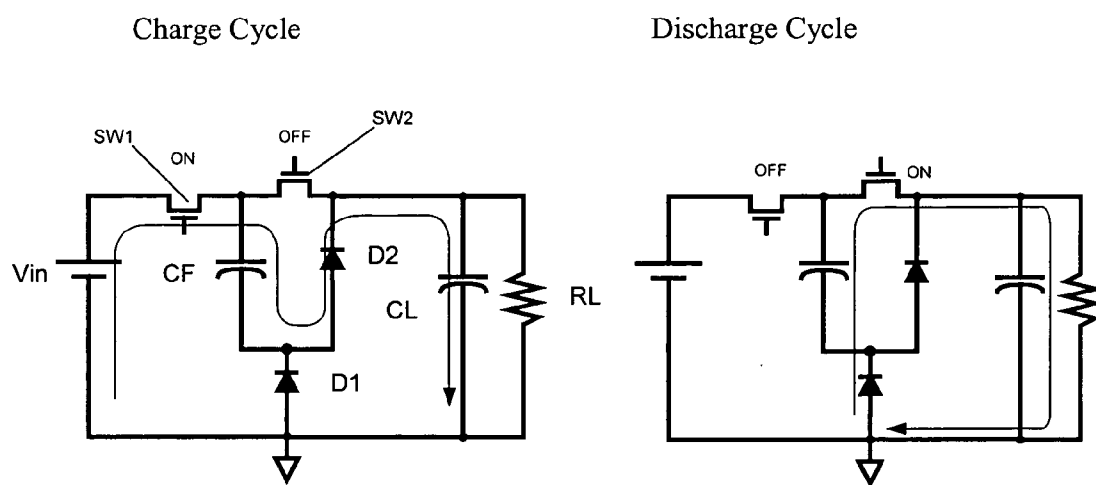 Charge Cycle
Discharge Cycle
SW1
ON
OFF
SW2
Vin
CF
D2
CL
RL
D1
OFF
ON